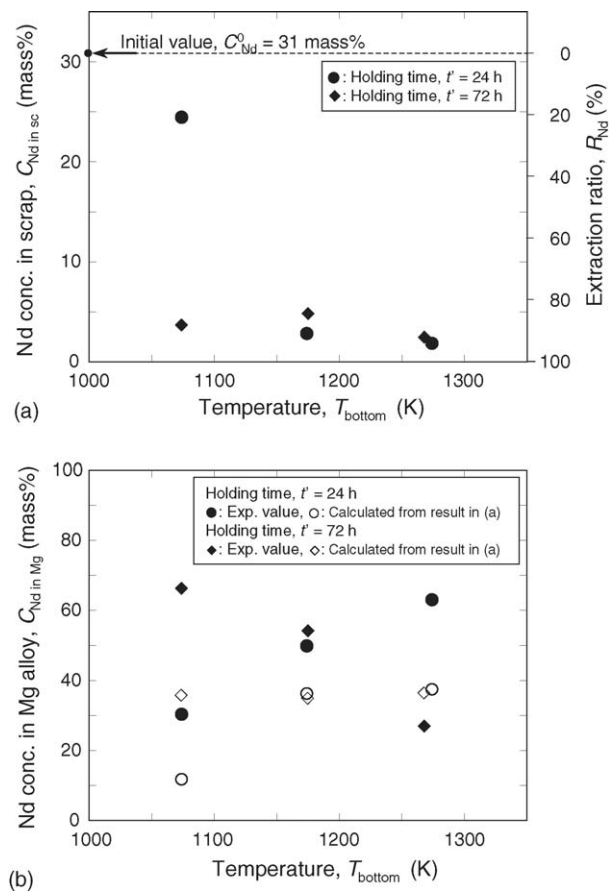 Initial value, C⁰Nd = 31 mass%
●: Holding time, t' = 24 h
◆: Holding time, t' = 72 h
Nd conc. in scrap, CNd in sc (mass%)
30
20
10
0
Extraction ratio, RNd (%)
0
20
40
60
80
100
1000 1100 1200 1300
Temperature, Tbottom (K)
(a)
Holding time, t' = 24 h
●: Exp. value, ○: Calculated from result in (a)
Holding time, t' = 72 h
◆: Exp. value, ◇: Calculated from result in (a)
Nd conc. in Mg alloy, CNd in Mg (mass%)
100
80
60
40
20
0
1000 1100 1200 1300
Temperature, Tbottom (K)
(b)